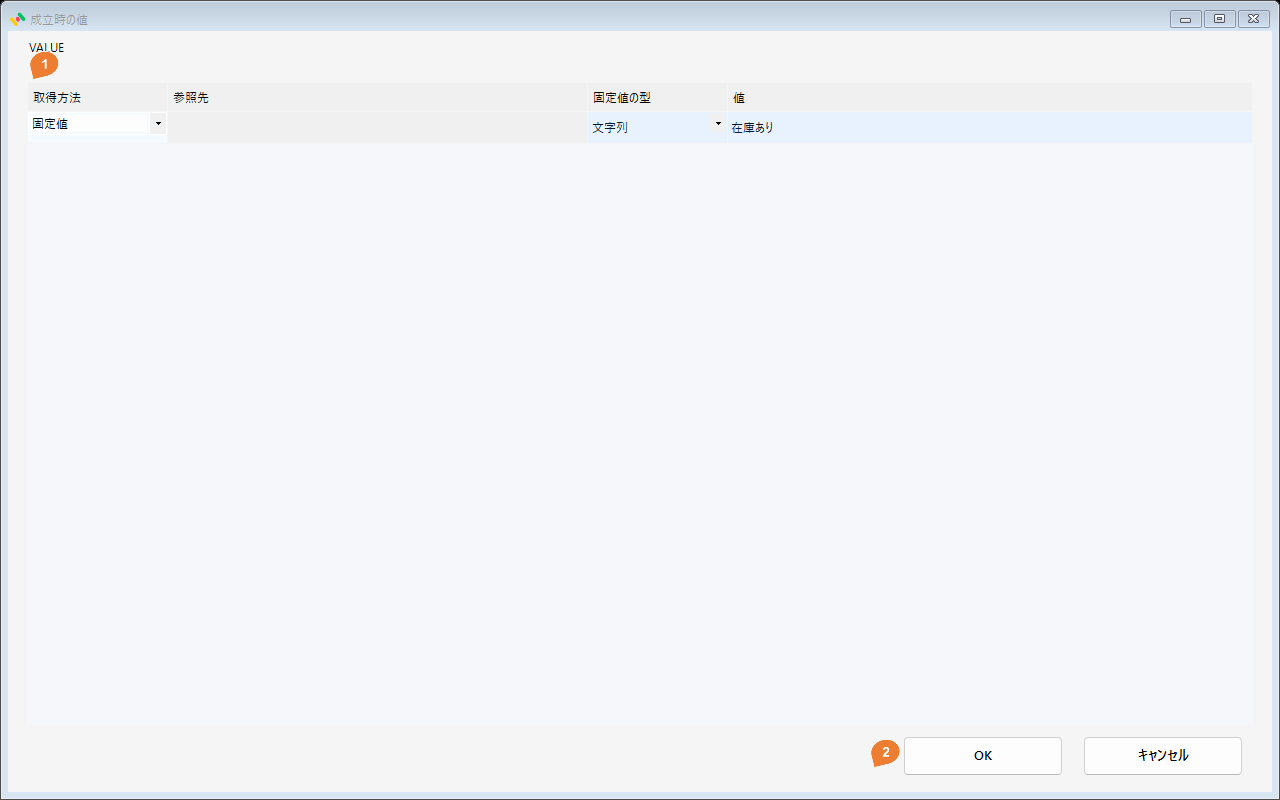 成立時の値
VALUE
1
取得方法 参照先 固定値の型 値
固定値 文字列 在庫あり
2 OK キャンセル